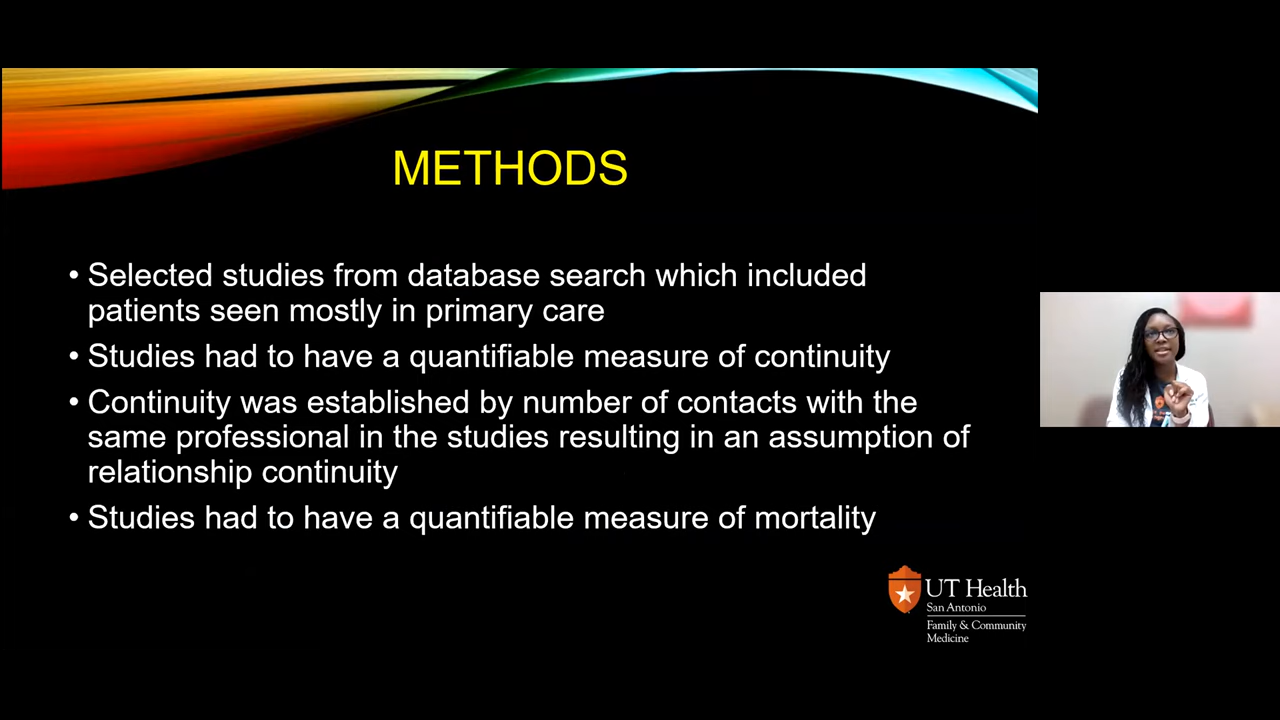 METHODS
• Selected studies from database search which included
patients seen mostly in primary care
• Studies had to have a quantifiable measure of continuity
• Continuity was established by number of contacts with the
same professional in the studies resulting in an assumption of
relationship continuity
• Studies had to have a quantifiable measure of mortality
UT Health
San Antonio
Family & Community
Medicine